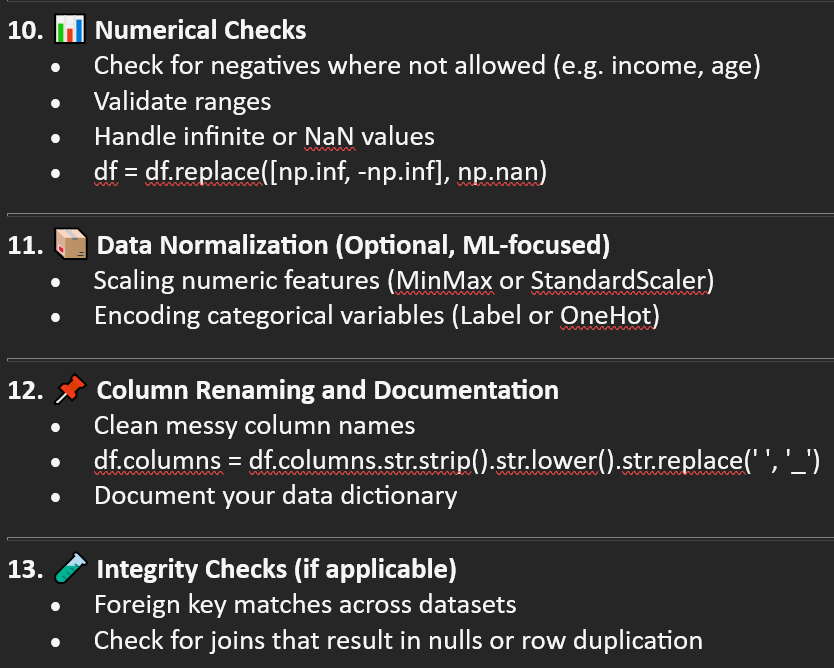 10. 📊 Numerical Checks
• Check for negatives where not allowed (e.g. income, age)
• Validate ranges
• Handle infinite or NaN values
• df = df.replace([np.inf, -np.inf], np.nan)
11. 📦 Data Normalization (Optional, ML-focused)
• Scaling numeric features (MinMax or StandardScaler)
• Encoding categorical variables (Label or OneHot)
12. 📌 Column Renaming and Documentation
• Clean messy column names
• df.columns = df.columns.str.strip().str.lower().str.replace(' ', '_')
• Document your data dictionary
13. 🧪 Integrity Checks (if applicable)
• Foreign key matches across datasets
• Check for joins that result in nulls or row duplication